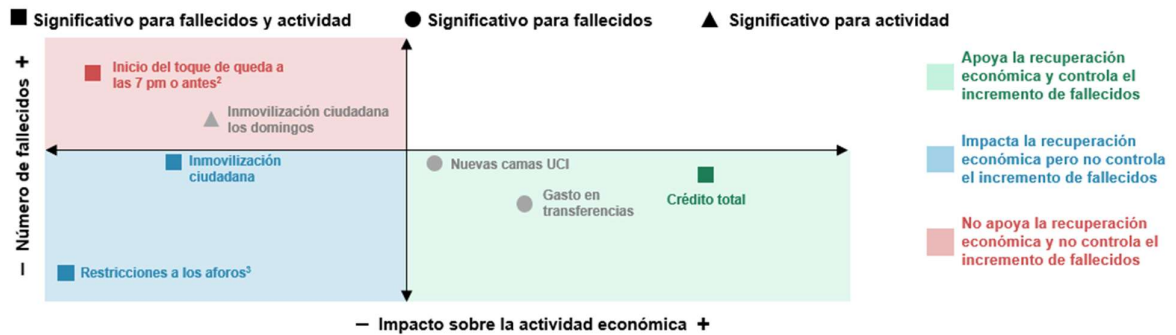 Significativo para fallecidos y actividad
Significativo para fallecidos
Significativo para actividad
+
Número de fallecidos
−
Inicio del toque de queda a
las 7 pm o antes²
Inmovilización ciudadana
los domingos
Inmovilización
ciudadana
Restricciones a los aforos³
Nuevas camas UCI
Gasto en
transferencias
Crédito total
− Impacto sobre la actividad económica +
Apoya la recuperación
económica y controla el
incremento de fallecidos
Impacta la recuperación
económica pero no controla
el incremento de fallecidos
No apoya la recuperación
económica y no controla el
incremento de fallecidos